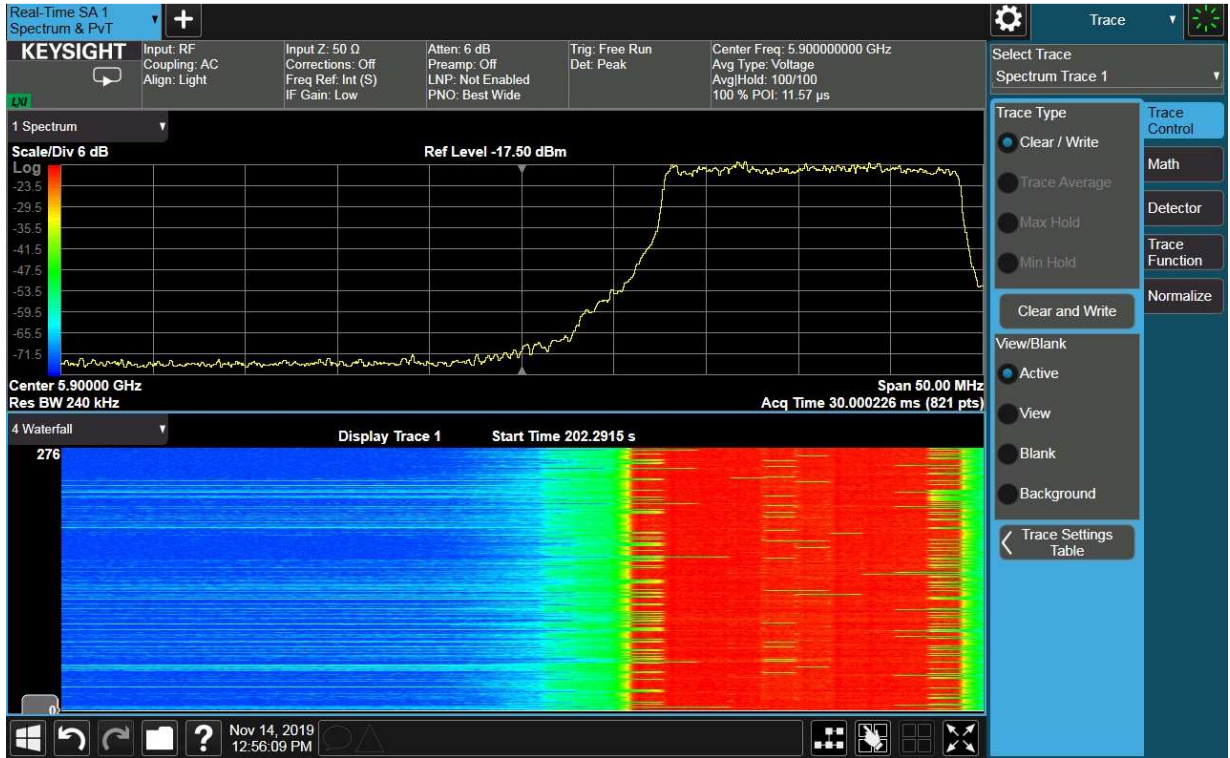 Real-Time SA 1
Spectrum & PvT
Trace
KEYSIGHT
LXI
Input: RF
Coupling: AC
Align: Light
Input Z: 50 Ω
Corrections: Off
Freq Ref: Int (S)
IF Gain: Low
Atten: 6 dB
Preamp: Off
LNP: Not Enabled
PNO: Best Wide
Trig: Free Run
Det: Peak
Center Freq: 5.900000000 GHz
Avg Type: Voltage
Avg|Hold: 100/100
100 % POI: 11.57 µs
1 Spectrum
Scale/Div 6 dB
Ref Level -17.50 dBm
Log
-23.5
-29.5
-35.5
-41.5
-47.5
-53.5
-59.5
-65.5
-71.5
Center 5.90000 GHz
Span 50.00 MHz
Res BW 240 kHz
Acq Time 30.000226 ms (821 pts)
4 Waterfall
Display Trace 1
Start Time 202.2915 s
276
0
Select Trace
Spectrum Trace 1
Trace Type
Clear / Write
Trace Average
Max Hold
Min Hold
Clear and Write
View/Blank
Active
View
Blank
Background
Trace Settings
Table
Trace
Control
Math
Detector
Trace
Function
Normalize
?
Nov 14, 2019
12:56:09 PM